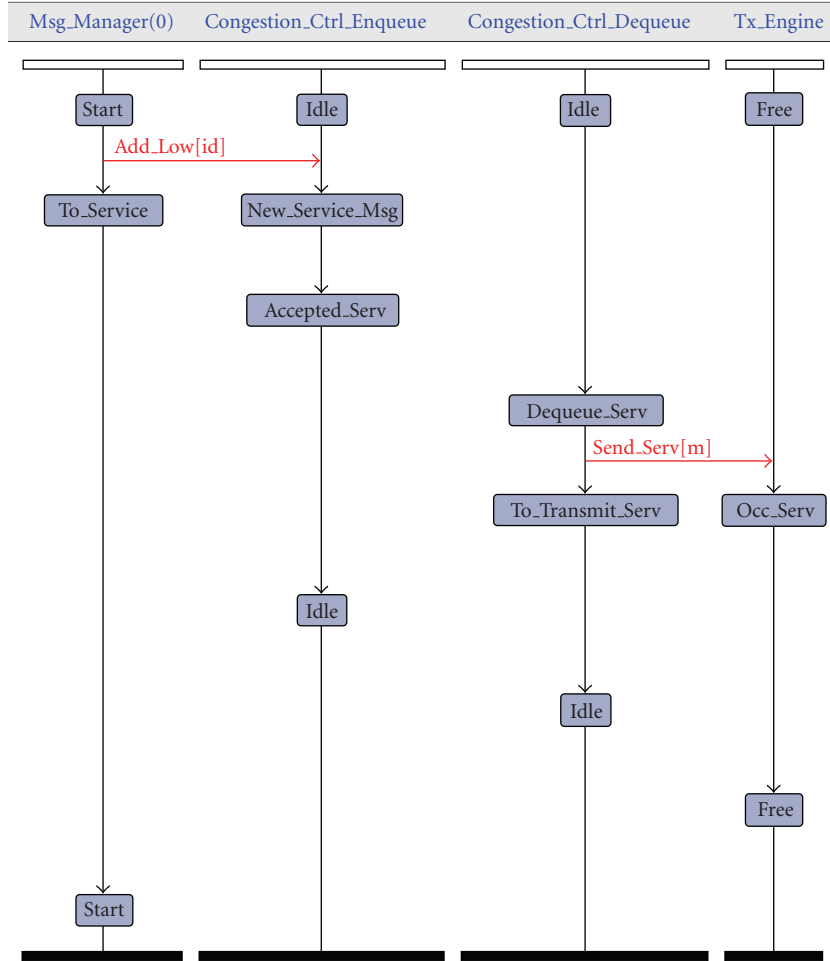 Msg_Manager(0) Congestion_Ctrl_Enqueue Congestion_Ctrl_Dequeue Tx_Engine
Start Idle Idle Free
Add_Low[id]
To_Service New_Service_Msg
Accepted_Serv
Dequeue_Serv
Send_Serv[m]
To_Transmit_Serv Occ_Serv
Idle
Idle
Free
Start